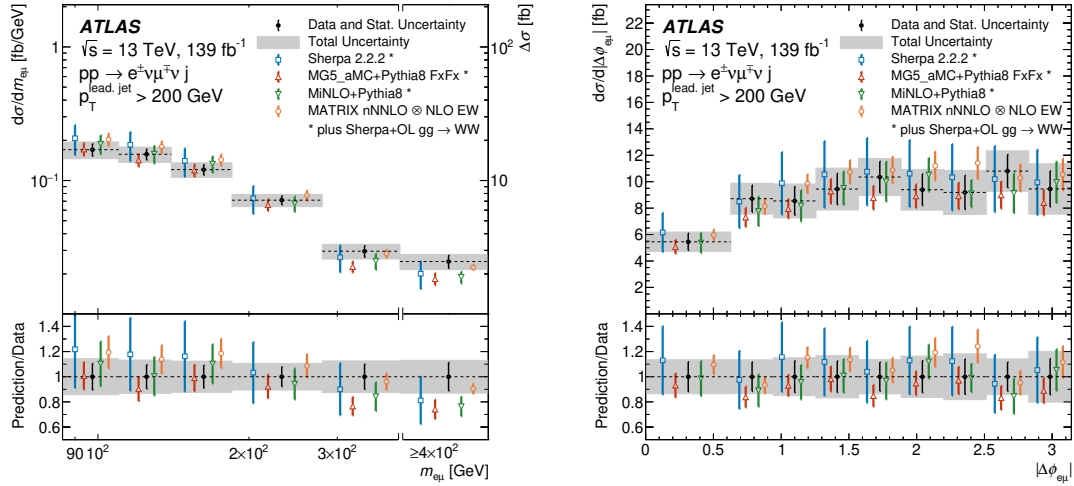 ATLAS
√s = 13 TeV, 139 fb⁻¹
pp → e±νμ∓ν j
p_T^lead. jet > 200 GeV
Data and Stat. Uncertainty
Total Uncertainty
Sherpa 2.2.2 *
MG5_aMC+Pythia8 FxFx *
MiNLO+Pythia8 *
MATRIX nNNLO ⊗ NLO EW
* plus Sherpa+OL gg → WW
dσ/dm_eμ [fb/GeV]
1
10⁻¹
Δσ [fb]
10²
10
Prediction/Data
1.4
1.2
1.0
0.8
0.6
90 10² 2×10² 3×10² ≥4×10²
m_eμ [GeV]
ATLAS
√s = 13 TeV, 139 fb⁻¹
pp → e±νμ∓ν j
p_T^lead. jet > 200 GeV
Data and Stat. Uncertainty
Total Uncertainty
Sherpa 2.2.2 *
MG5_aMC+Pythia8 FxFx *
MiNLO+Pythia8 *
MATRIX nNNLO ⊗ NLO EW
* plus Sherpa+OL gg → WW
dσ/d|Δϕ_eμ| [fb]
22
20
18
16
14
12
10
8
6
4
2
Prediction/Data
1.4
1.2
1.0
0.8
0.6
0 0.5 1.0 1.5 2.0 2.5 3.0
|Δϕ_eμ|